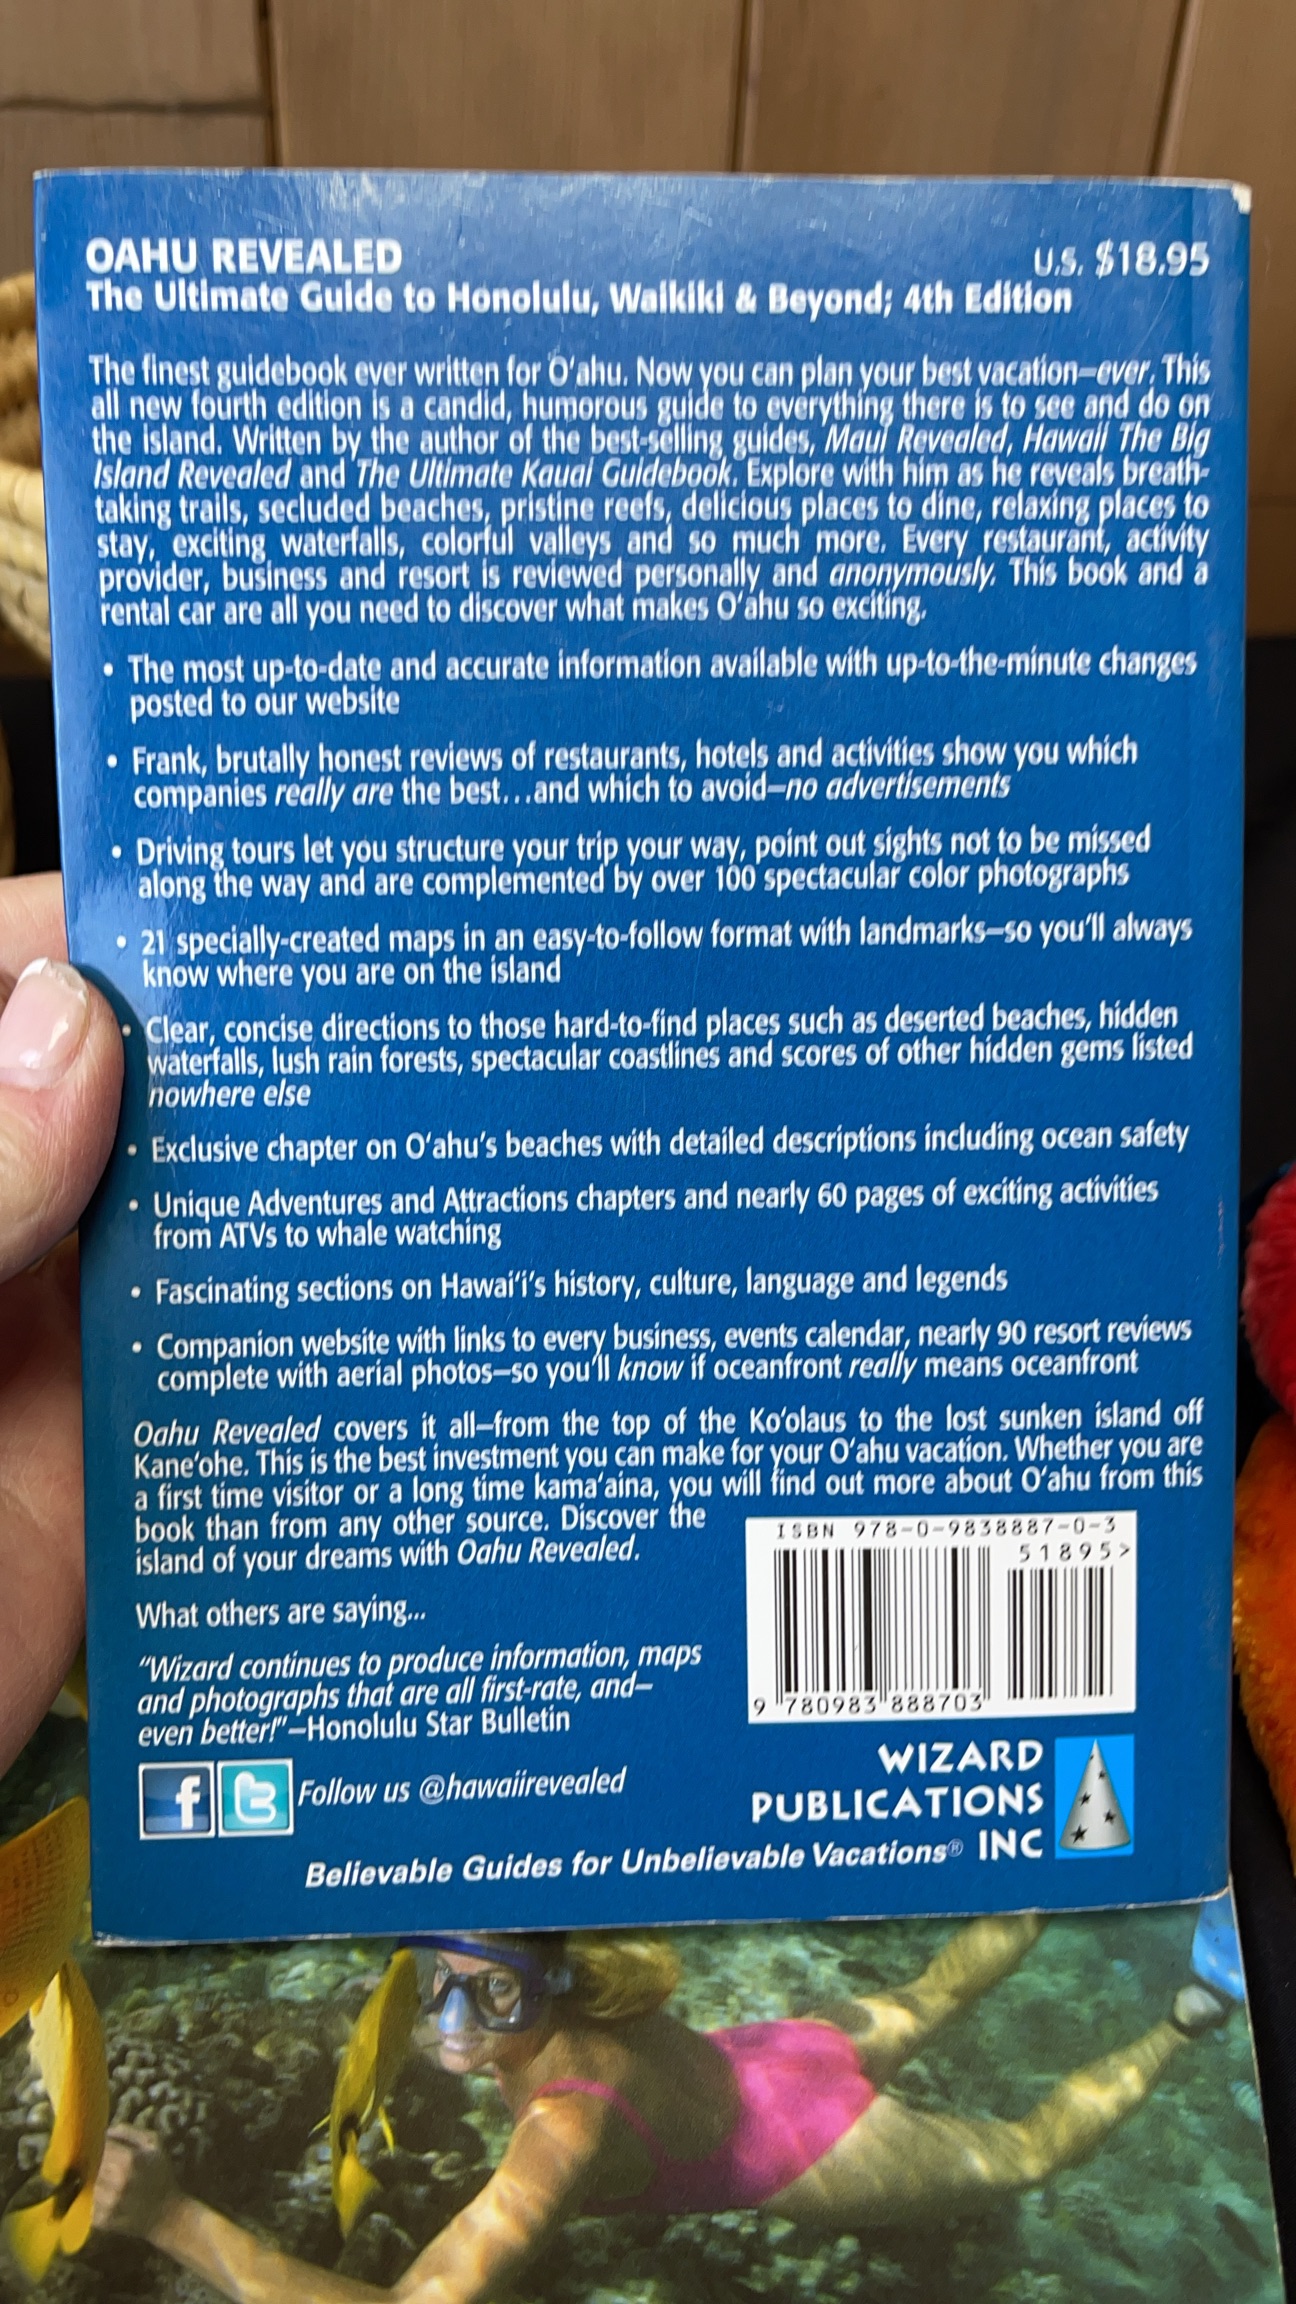 OAHU REVEALED U.S. $18.95
The Ultimate Guide to Honolulu, Waikiki & Beyond; 4th Edition
The finest guidebook ever written for O‘ahu. Now you can plan your best vacation—ever. This
all new fourth edition is a candid, humorous guide to everything there is to see and do on
the island. Written by the author of the best-selling guides, Maui Revealed, Hawaii The Big
Island Revealed and The Ultimate Kauai Guidebook. Explore with him as he reveals breath-
taking trails, secluded beaches, pristine reefs, delicious places to dine, relaxing places to
stay, exciting waterfalls, colorful valleys and so much more. Every restaurant, activity
provider, business and resort is reviewed personally and anonymously. This book and a
rental car are all you need to discover what makes O‘ahu so exciting.
• The most up-to-date and accurate information available with up-to-the-minute changes
posted to our website
• Frank, brutally honest reviews of restaurants, hotels and activities show you which
companies really are the best...and which to avoid—no advertisements
• Driving tours let you structure your trip your way, point out sights not to be missed
along the way and are complemented by over 100 spectacular color photographs
• 21 specially-created maps in an easy-to-follow format with landmarks—so you'll always
know where you are on the island
• Clear, concise directions to those hard-to-find places such as deserted beaches, hidden
waterfalls, lush rain forests, spectacular coastlines and scores of other hidden gems listed
nowhere else
• Exclusive chapter on O‘ahu's beaches with detailed descriptions including ocean safety
• Unique Adventures and Attractions chapters and nearly 60 pages of exciting activities
from ATVs to whale watching
• Fascinating sections on Hawai‘i's history, culture, language and legends
• Companion website with links to every business, events calendar, nearly 90 resort reviews
complete with aerial photos—so you'll know if oceanfront really means oceanfront
Oahu Revealed covers it all—from the top of the Ko‘olaus to the lost sunken island off
Kane‘ohe. This is the best investment you can make for your O‘ahu vacation. Whether you are
a first time visitor or a long time kama‘aina, you will find out more about O‘ahu from this
book than from any other source. Discover the
island of your dreams with Oahu Revealed.
ISBN 978-0-9838887-0-3
51895>
9 780983 888703
What others are saying...
"Wizard continues to produce information, maps
and photographs that are all first-rate, and—
even better!"—Honolulu Star Bulletin
f t Follow us @hawaiirevealed
WIZARD
PUBLICATIONS
INC
Believable Guides for Unbelievable Vacations®